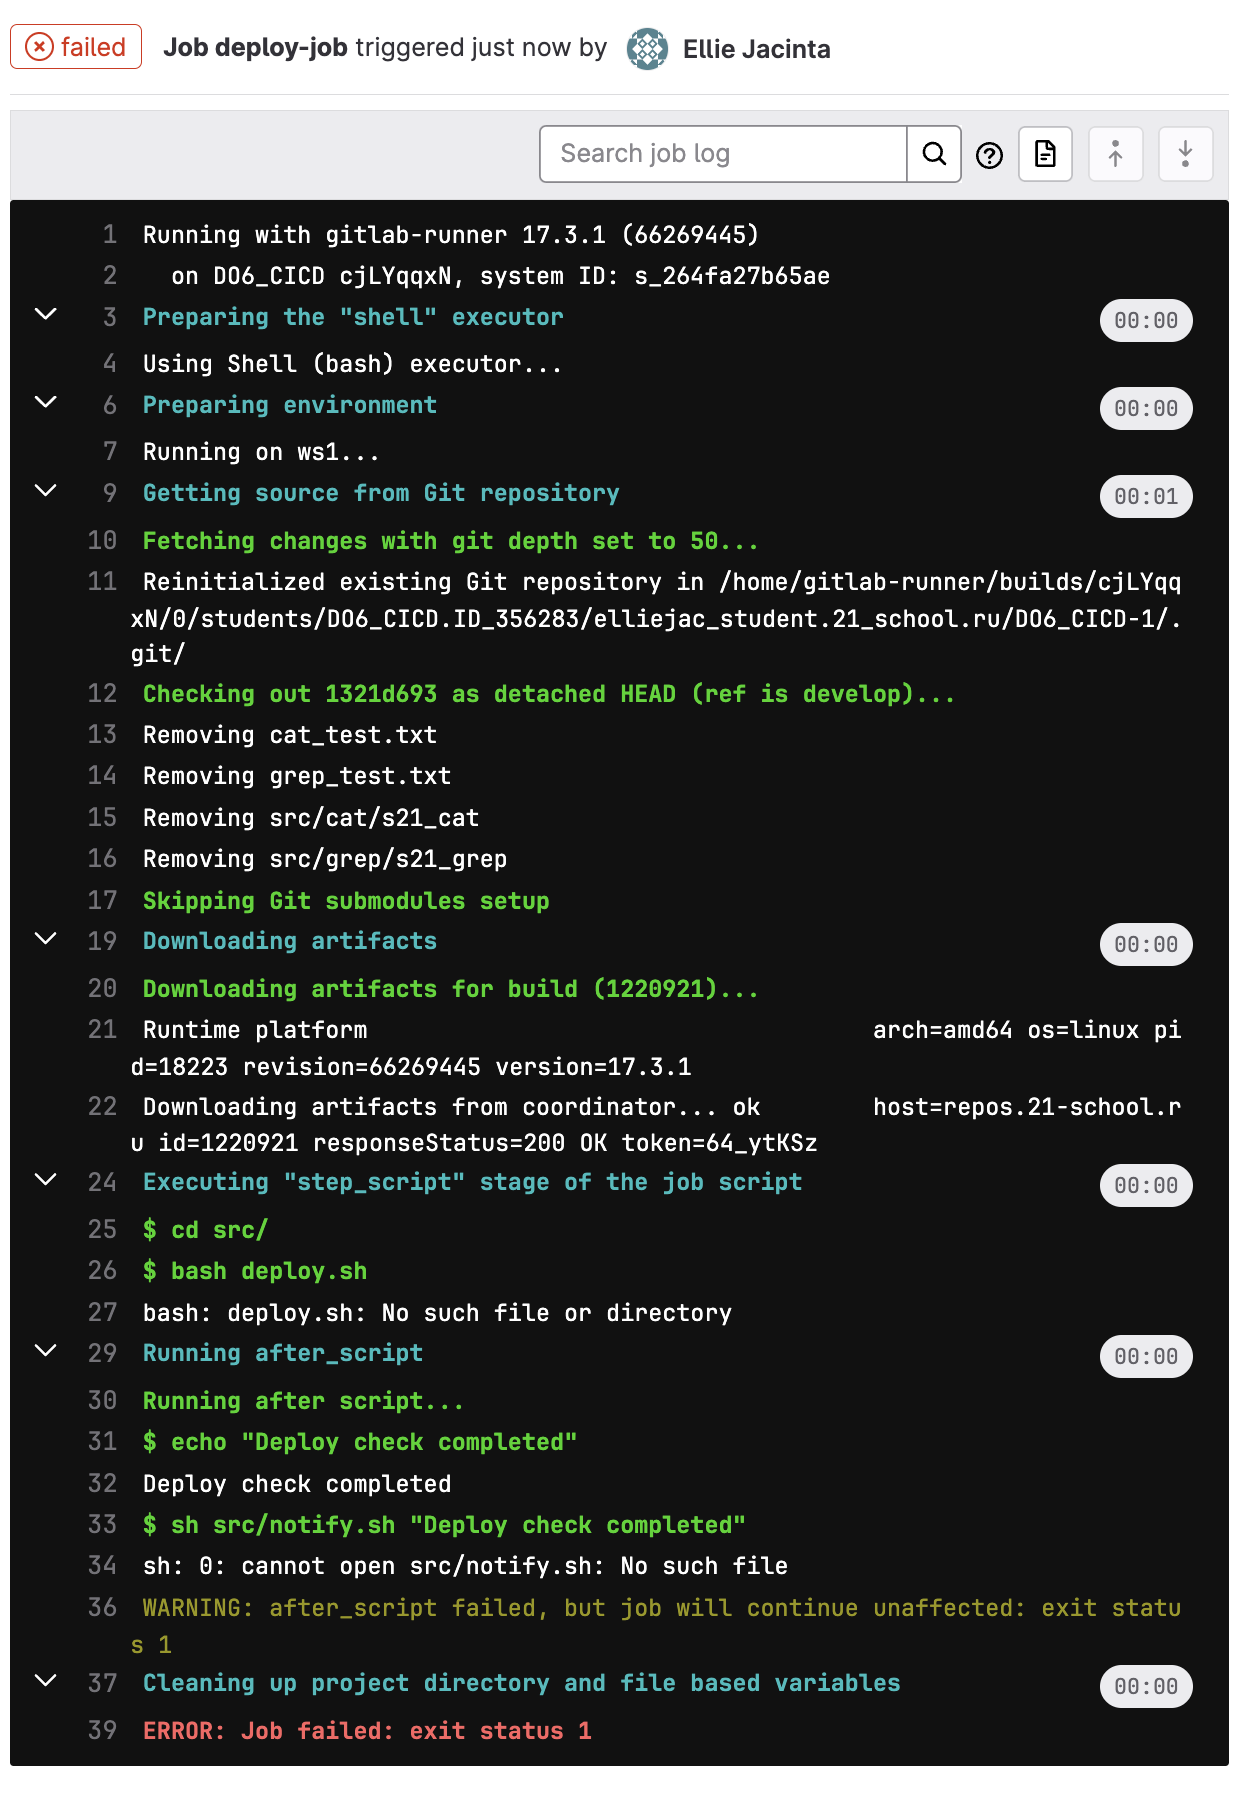 failed Job deploy-job triggered just now by Ellie Jacinta
Search job log
1 Running with gitlab-runner 17.3.1 (66269445)
2 on DO6_CICD cjLYqqxN, system ID: s_264fa27b65ae
3 Preparing the "shell" executor 00:00
4 Using Shell (bash) executor...
6 Preparing environment 00:00
7 Running on ws1...
9 Getting source from Git repository 00:01
10 Fetching changes with git depth set to 50...
11 Reinitialized existing Git repository in /home/gitlab-runner/builds/cjLYqq
xN/0/students/DO6_CICD.ID_356283/elliejac_student.21_school.ru/DO6_CICD-1/.
git/
12 Checking out 1321d693 as detached HEAD (ref is develop)...
13 Removing cat_test.txt
14 Removing grep_test.txt
15 Removing src/cat/s21_cat
16 Removing src/grep/s21_grep
17 Skipping Git submodules setup
19 Downloading artifacts 00:00
20 Downloading artifacts for build (1220921)...
21 Runtime platform arch=amd64 os=linux pi
d=18223 revision=66269445 version=17.3.1
22 Downloading artifacts from coordinator... ok host=repos.21-school.r
u id=1220921 responseStatus=200 OK token=64_ytKSz
24 Executing "step_script" stage of the job script 00:00
25 $ cd src/
26 $ bash deploy.sh
27 bash: deploy.sh: No such file or directory
29 Running after_script 00:00
30 Running after script...
31 $ echo "Deploy check completed"
32 Deploy check completed
33 $ sh src/notify.sh "Deploy check completed"
34 sh: 0: cannot open src/notify.sh: No such file
36 WARNING: after_script failed, but job will continue unaffected: exit statu
s 1
37 Cleaning up project directory and file based variables 00:00
39 ERROR: Job failed: exit status 1